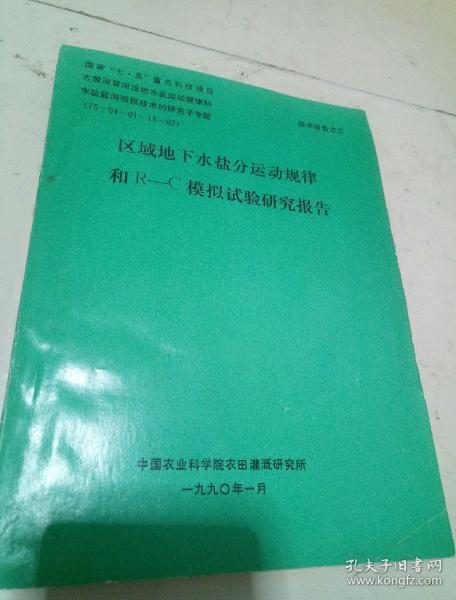 国家“七·五”重点科技项目
古黄河背河洼地水盐运动规律和
水盐监测预报技术的研究子专题
(75—04—01—13—02)
技术报告之三
区域地下水盐分运动规律
和R—C模拟试验研究报告
中国农业科学院农田灌溉研究所
一九九〇年一月
孔夫子旧书网
www.kongfz.com